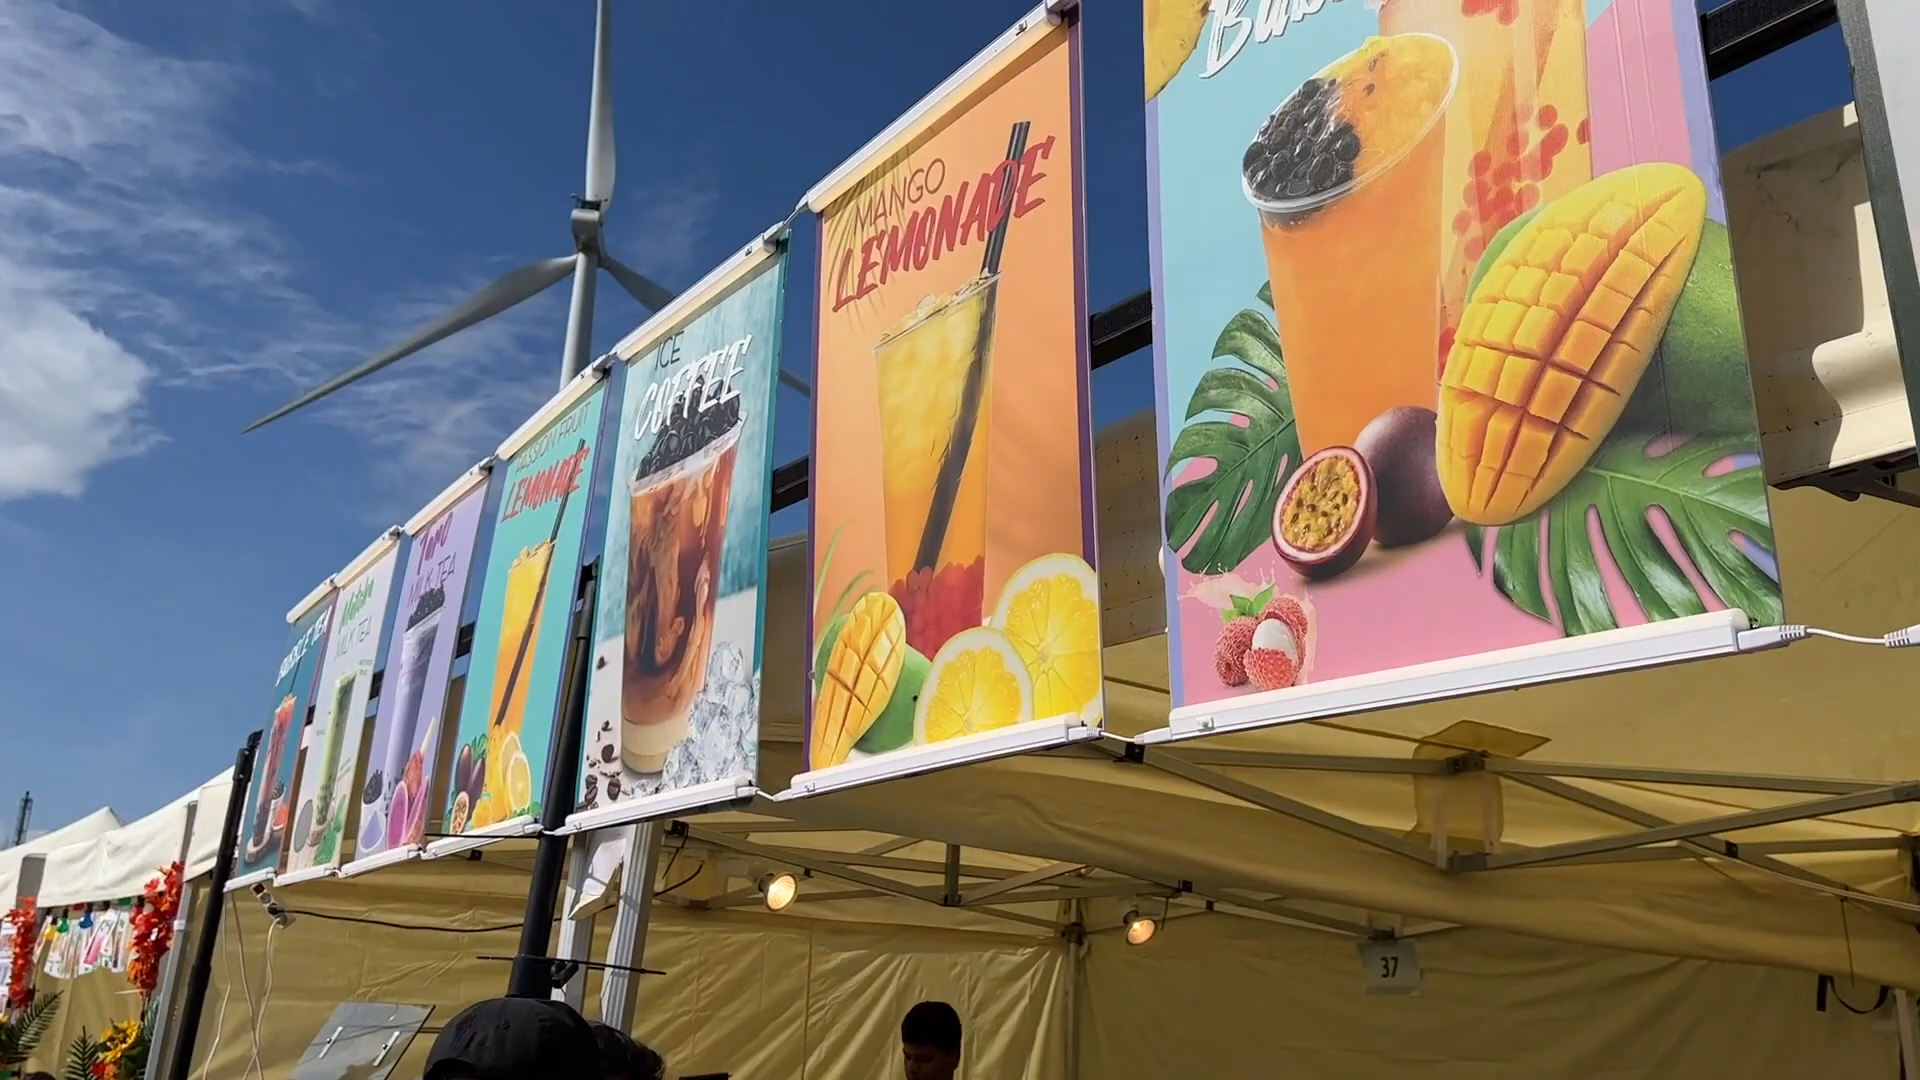 BUBBLE TEA
Matcha
MILK TEA
Taro
MILK TEA
PASSION FRUIT
LEMONADE
ICE
COFFEE
MANGO
LEMONADE
37